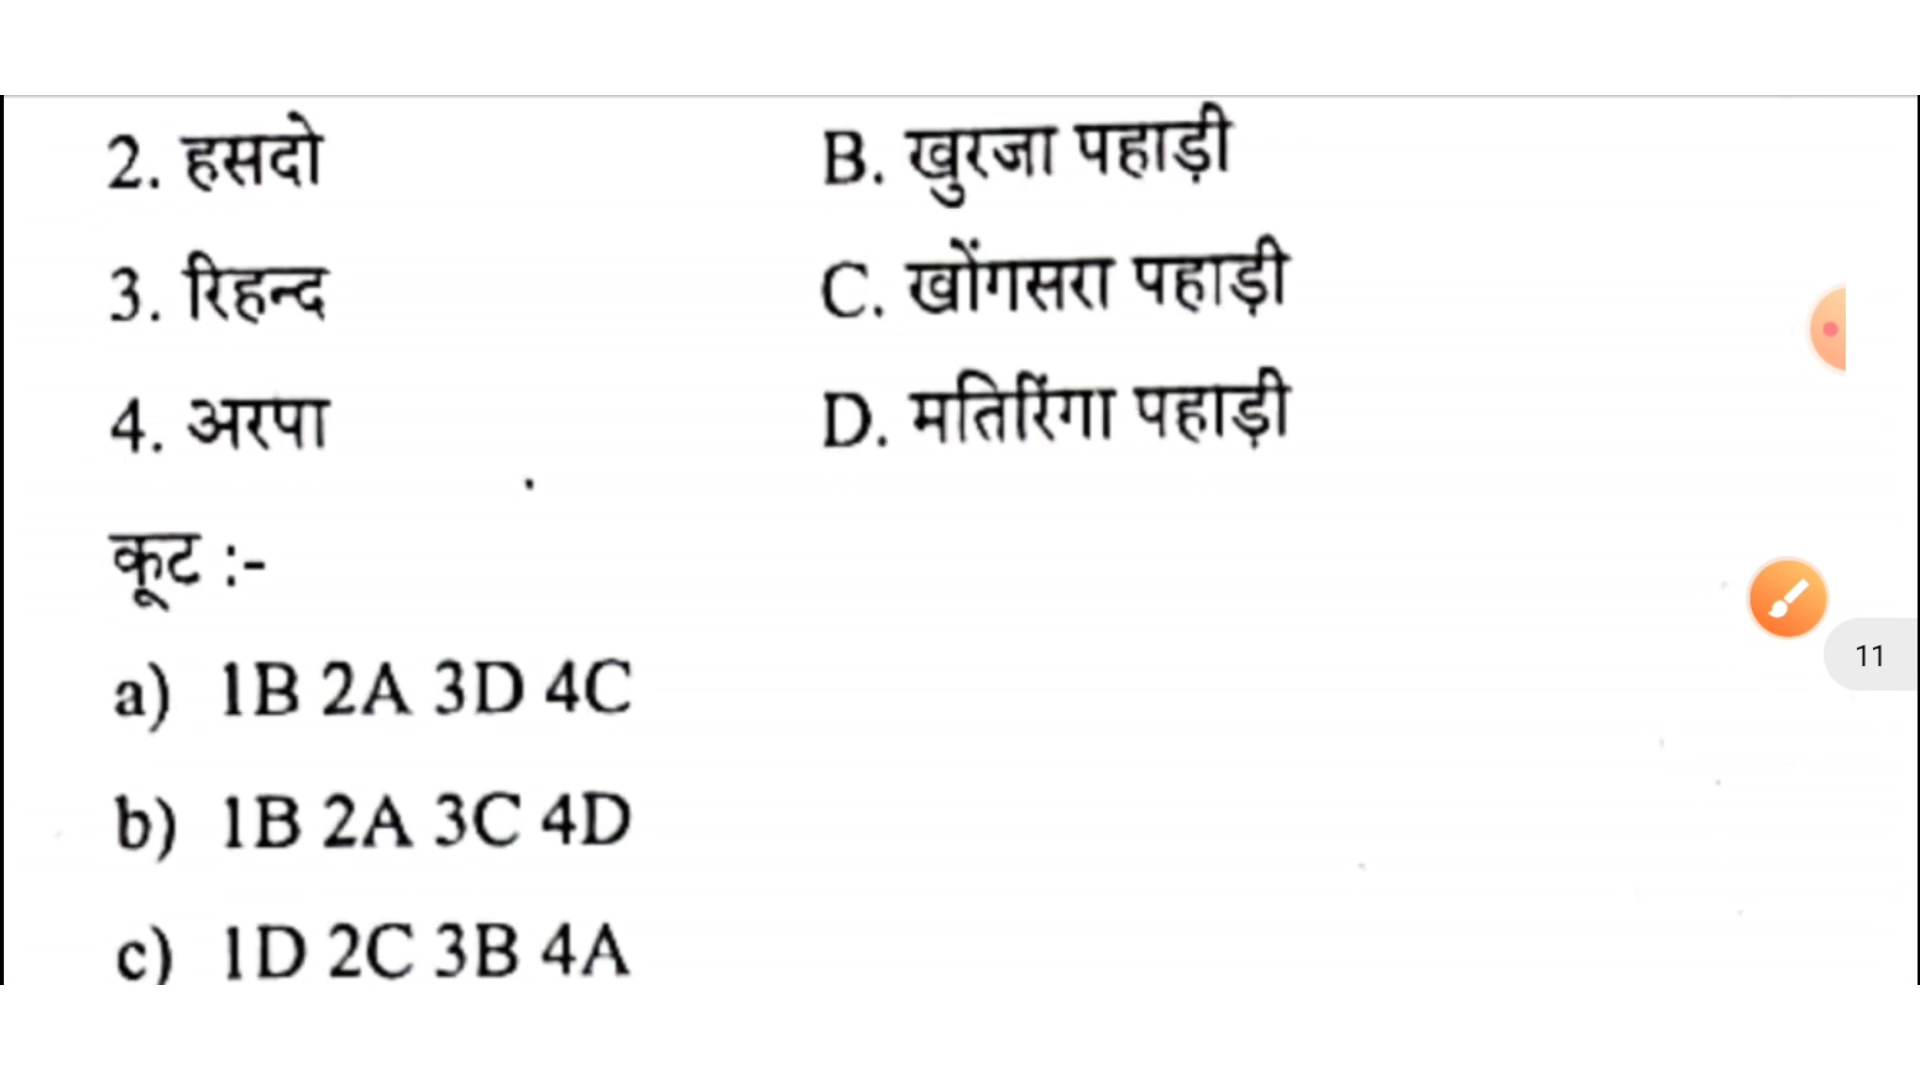 2. हसदो B. खुरजा पहाड़ी
3. रिहन्द C. खोंगसरा पहाड़ी
4. अरपा D. मतिरिंगा पहाड़ी
कूट :-
a) 1B 2A 3D 4C
11
b) 1B 2A 3C 4D
c) 1D 2C 3B 4A